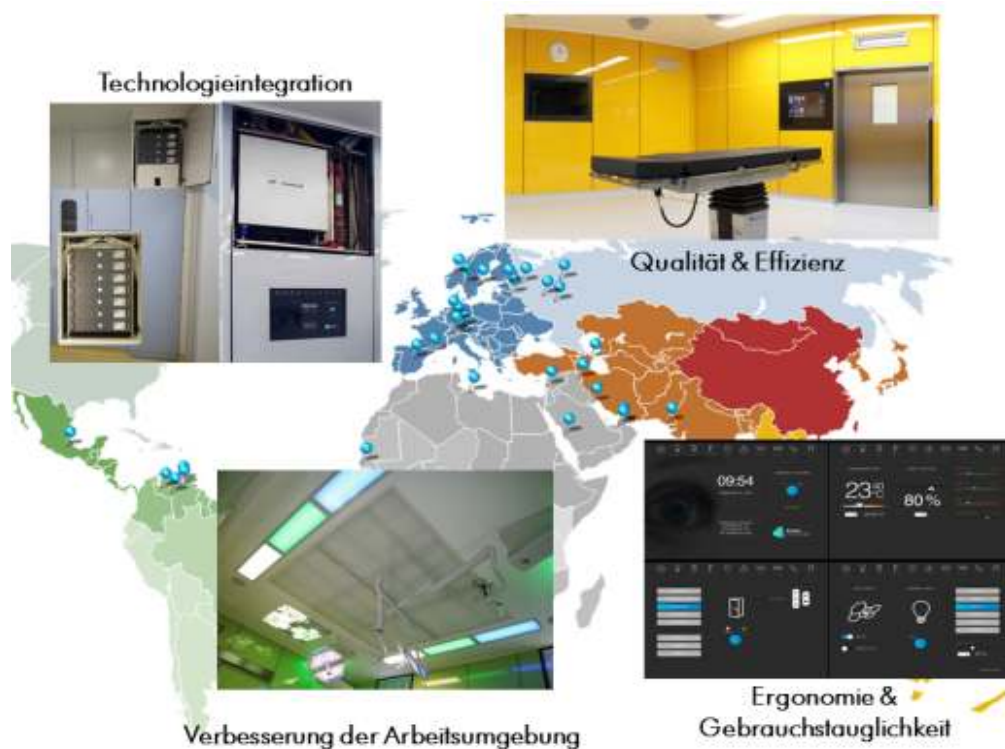 Technologieintegration
Qualität & Effizienz
09:54
23
80 %
Verbesserung der Arbeitsumgebung
Ergonomie &
Gebrauchstauglichkeit